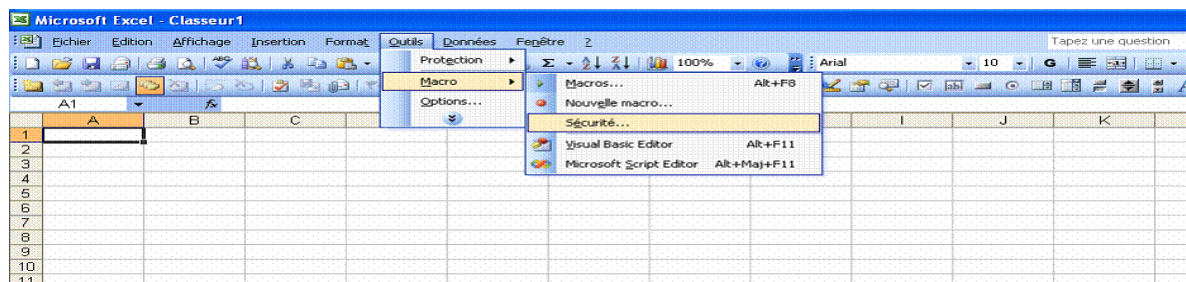 Microsoft Excel - Classeur1
Fichier Edition Affichage Insertion Format Outils Données Fenêtre ? Tapez une question
Protection
100% Arial 10 G
Macro
Macros... Alt+F8
A1 fx
Options...
Nouvelle macro...
A B C I J K
Sécurité...
1
Visual Basic Editor Alt+F11
2
3
Microsoft Script Editor Alt+Maj+F11
4
5
6
7
8
9
10
11